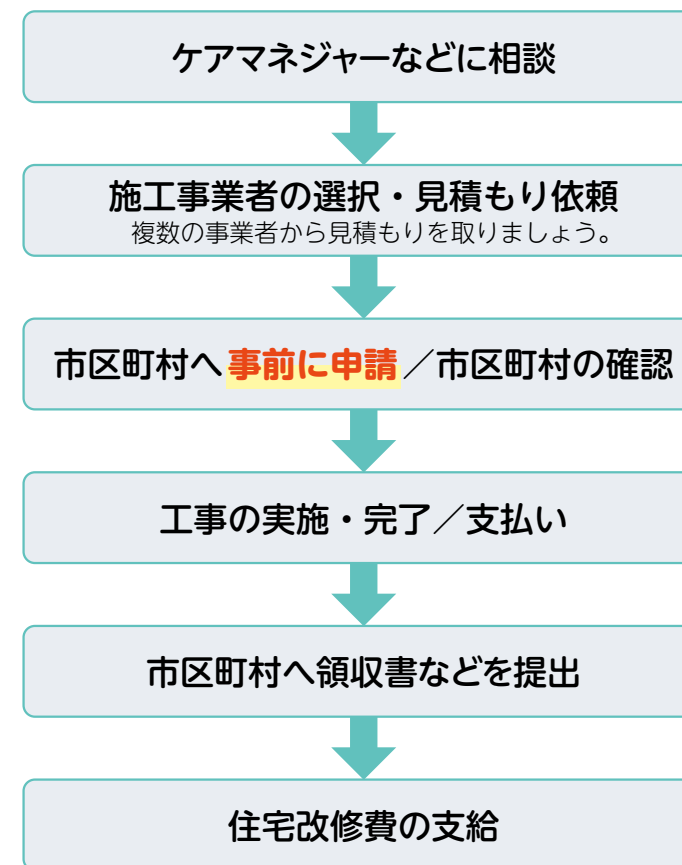 ケアマネジャーなどに相談
施工事業者の選択・見積もり依頼
複数の事業者から見積もりを取りましょう。
市区町村へ事前に申請／市区町村の確認
工事の実施・完了／支払い
市区町村へ領収書などを提出
住宅改修費の支給